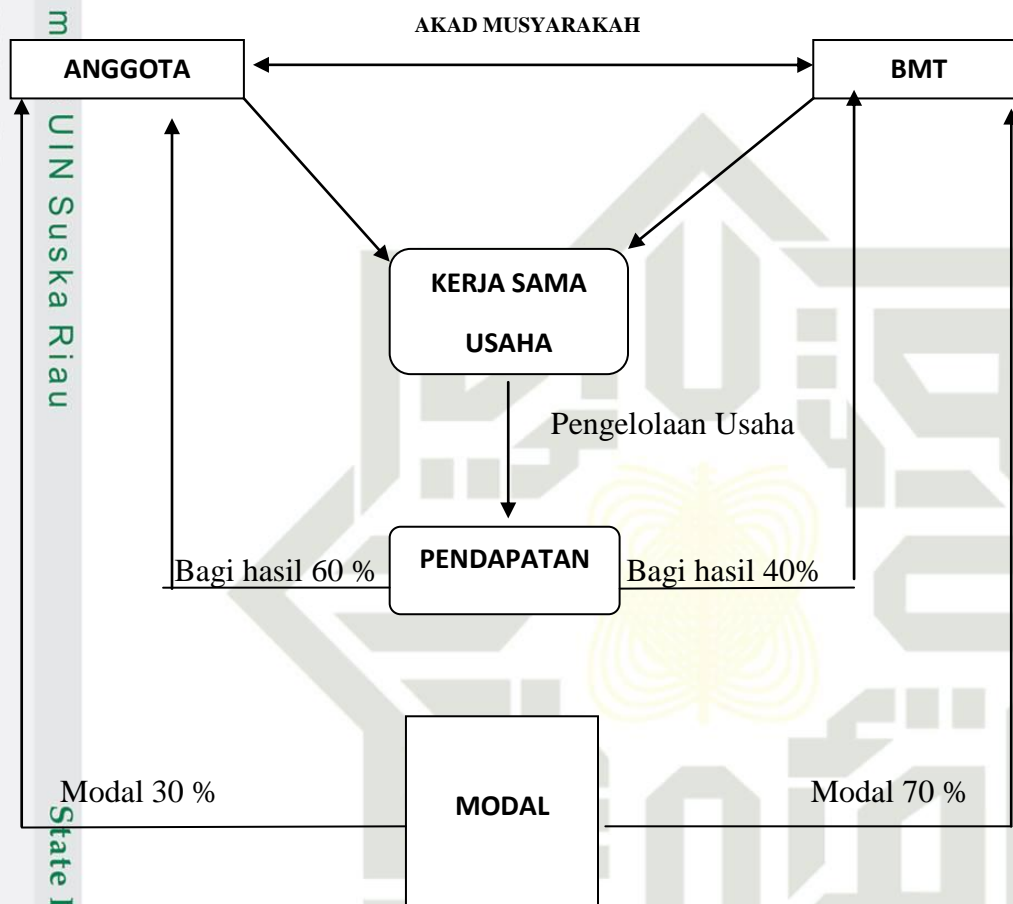 AKAD MUSYARAKAH
ANGGOTA
BMT
KERJA SAMA
USAHA
Pengelolaan Usaha
PENDAPATAN
Bagi hasil 60 %
Bagi hasil 40%
Modal 30 %
MODAL
Modal 70 %
UIN Suska Riau
State